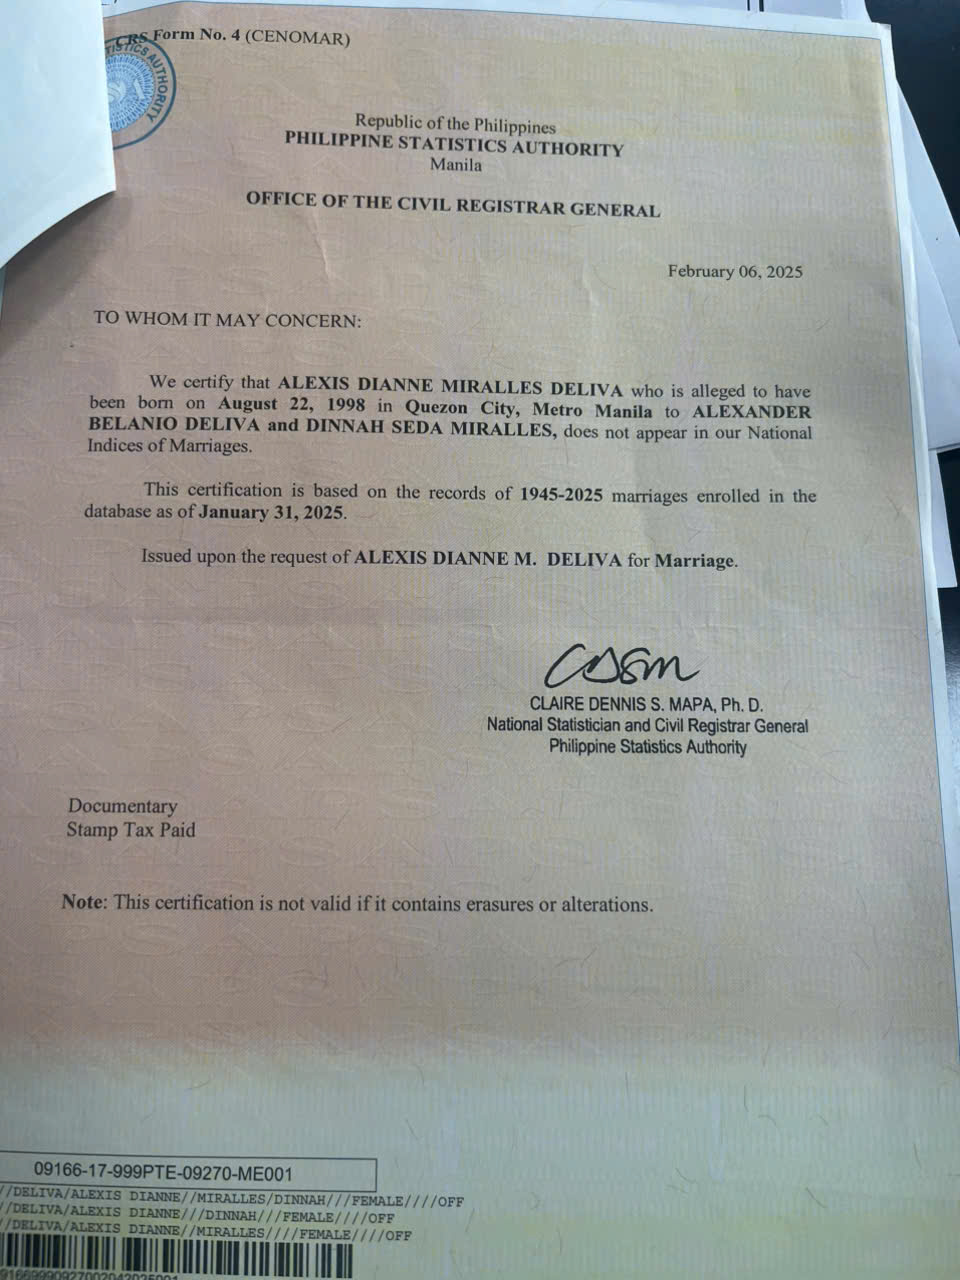 CRS Form No. 4 (CENOMAR)
TISTICS AUTHORITY
Republic of the Philippines
PHILIPPINE STATISTICS AUTHORITY
Manila
OFFICE OF THE CIVIL REGISTRAR GENERAL
February 06, 2025
TO WHOM IT MAY CONCERN:
We certify that ALEXIS DIANNE MIRALLES DELIVA who is alleged to have
been born on August 22, 1998 in Quezon City, Metro Manila to ALEXANDER
BELANIO DELIVA and DINNAH SEDA MIRALLES, does not appear in our National
Indices of Marriages.
This certification is based on the records of 1945-2025 marriages enrolled in the
database as of January 31, 2025.
Issued upon the request of ALEXIS DIANNE M. DELIVA for Marriage.
CLAIRE DENNIS S. MAPA, Ph. D.
National Statistician and Civil Registrar General
Philippine Statistics Authority
Documentary
Stamp Tax Paid
Note: This certification is not valid if it contains erasures or alterations.
09166-17-999PTE-09270-ME001
//DELIVA/ALEXIS DIANNE//MIRALLES/DINNAH///FEMALE////OFF
//DELIVA/ALEXIS DIANNE///DINNAH///FEMALE////OFF
//DELIVA/ALEXIS DIANNE//MIRALLES////FEMALE////OFF